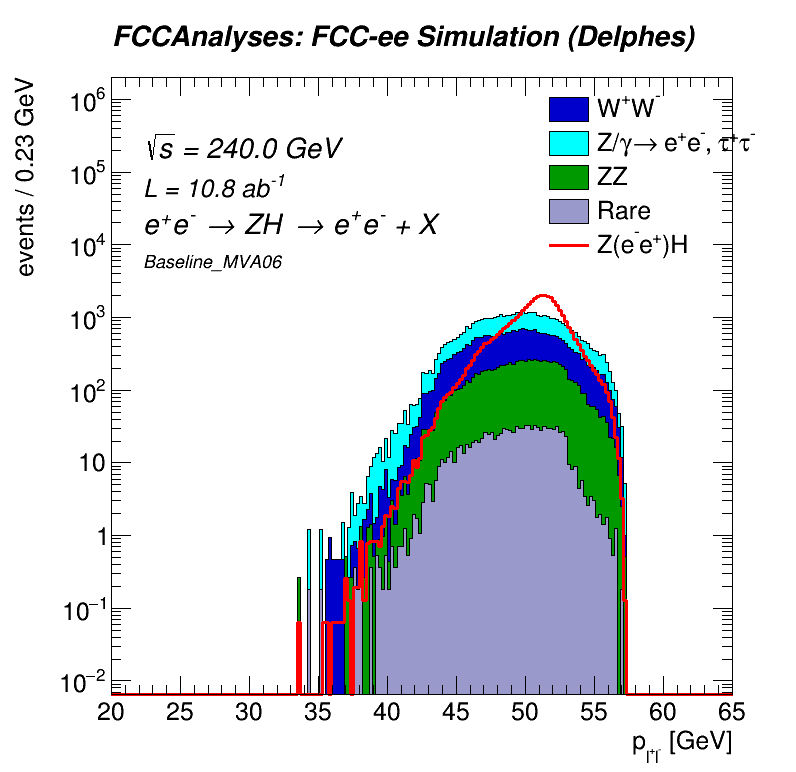 FCCAnalyses: FCC-ee Simulation (Delphes)
events / 0.23 GeV
10⁶
10⁵
10⁴
10³
10²
10
1
10⁻¹
10⁻²
√s = 240.0 GeV
L = 10.8 ab⁻¹
e⁺e⁻ → ZH → e⁺e⁻ + X
Baseline_MVA06
W⁺W⁻
Z/γ→ e⁺e⁻, τ⁺τ⁻
ZZ
Rare
Z(e⁻e⁺)H
20 25 30 35 40 45 50 55 60 65
p_l⁺l⁻ [GeV]